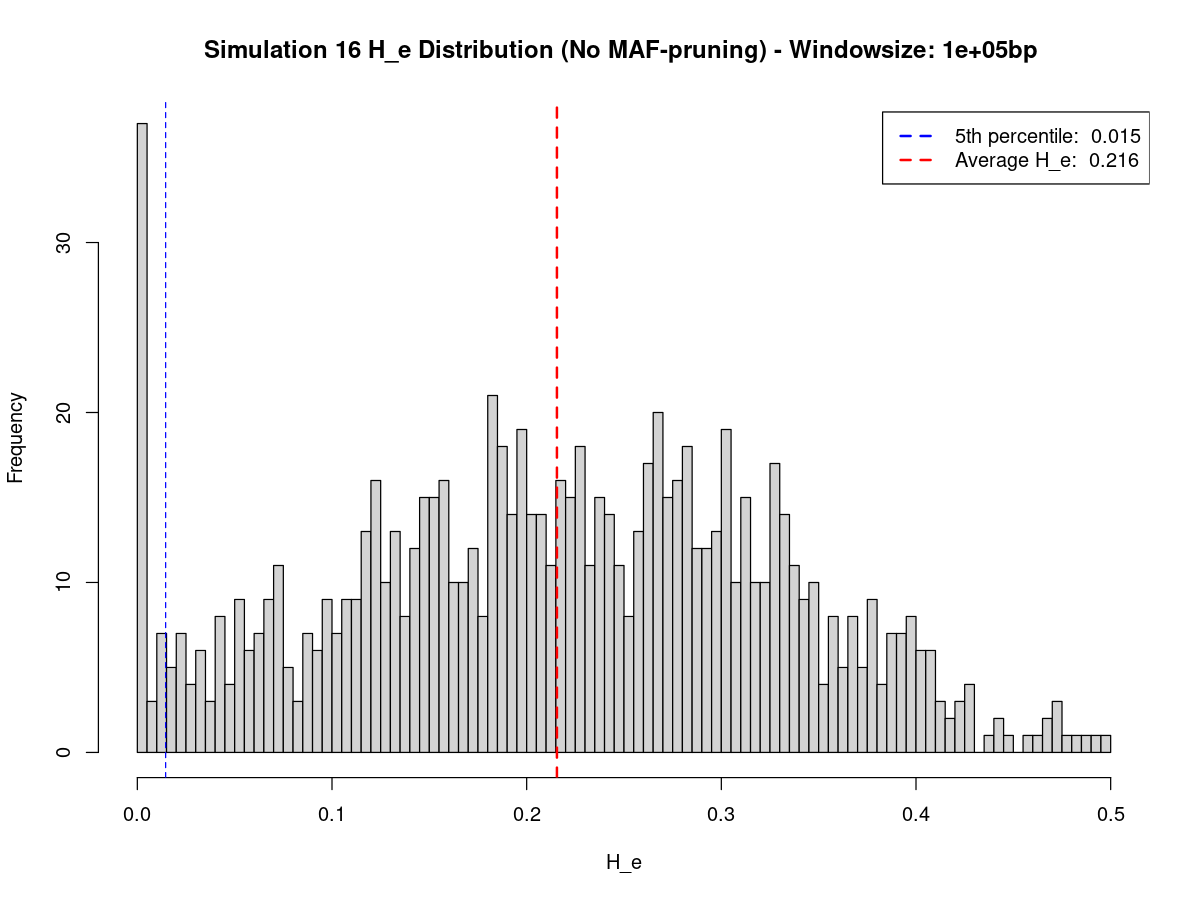 Simulation 16 H_e Distribution (No MAF-pruning) - Windowsize: 1e+05bp
5th percentile: 0.015
Average H_e: 0.216
Frequency
30
20
10
0
0.0 0.1 0.2 0.3 0.4 0.5
H_e